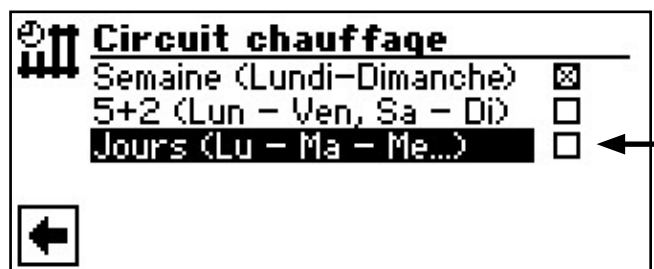 Circuit chauffage
Semaine (Lundi-Dimanche)
5+2 (Lun - Ven, Sa - Di)
Jours (Lu - Ma - Me...)